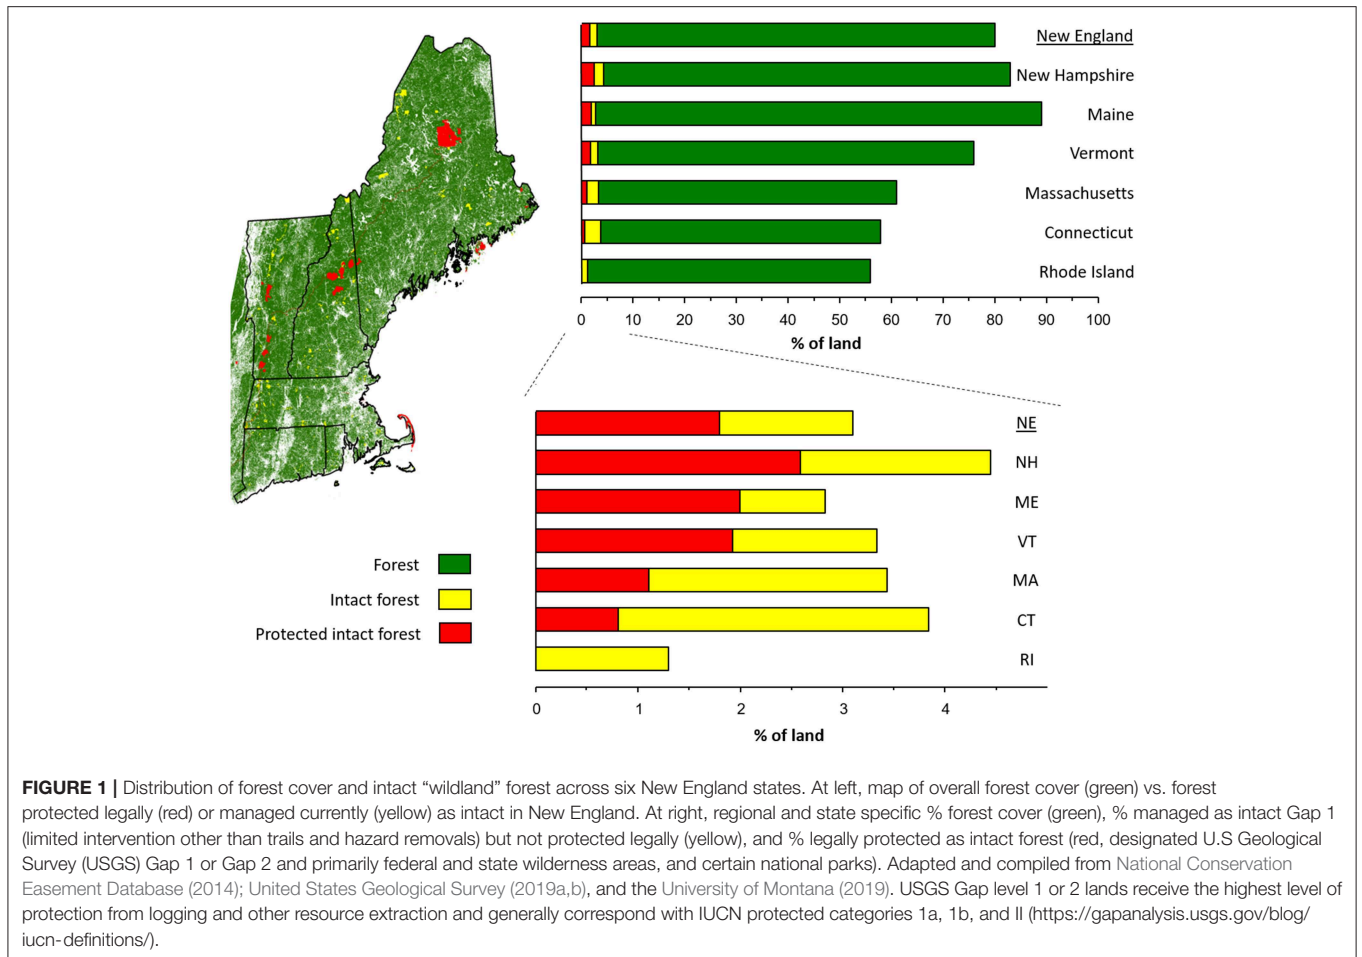 New England
New Hampshire
Maine
Vermont
Massachusetts
Connecticut
Rhode Island
0 10 20 30 40 50 60 70 80 90 100
% of land
NE
NH
ME
VT
MA
CT
RI
0 1 2 3 4
% of land
Forest
Intact forest
Protected intact forest
FIGURE 1 | Distribution of forest cover and intact “wildland” forest across six New England states. At left, map of overall forest cover (green) vs. forest
protected legally (red) or managed currently (yellow) as intact in New England. At right, regional and state specific % forest cover (green), % managed as intact Gap 1
(limited intervention other than trails and hazard removals) but not protected legally (yellow), and % legally protected as intact forest (red, designated U.S Geological
Survey (USGS) Gap 1 or Gap 2 and primarily federal and state wilderness areas, and certain national parks). Adapted and compiled from National Conservation
Easement Database (2014); United States Geological Survey (2019a,b), and the University of Montana (2019). USGS Gap level 1 or 2 lands receive the highest level of
protection from logging and other resource extraction and generally correspond with IUCN protected categories 1a, 1b, and II (https://gapanalysis.usgs.gov/blog/
iucn-definitions/).